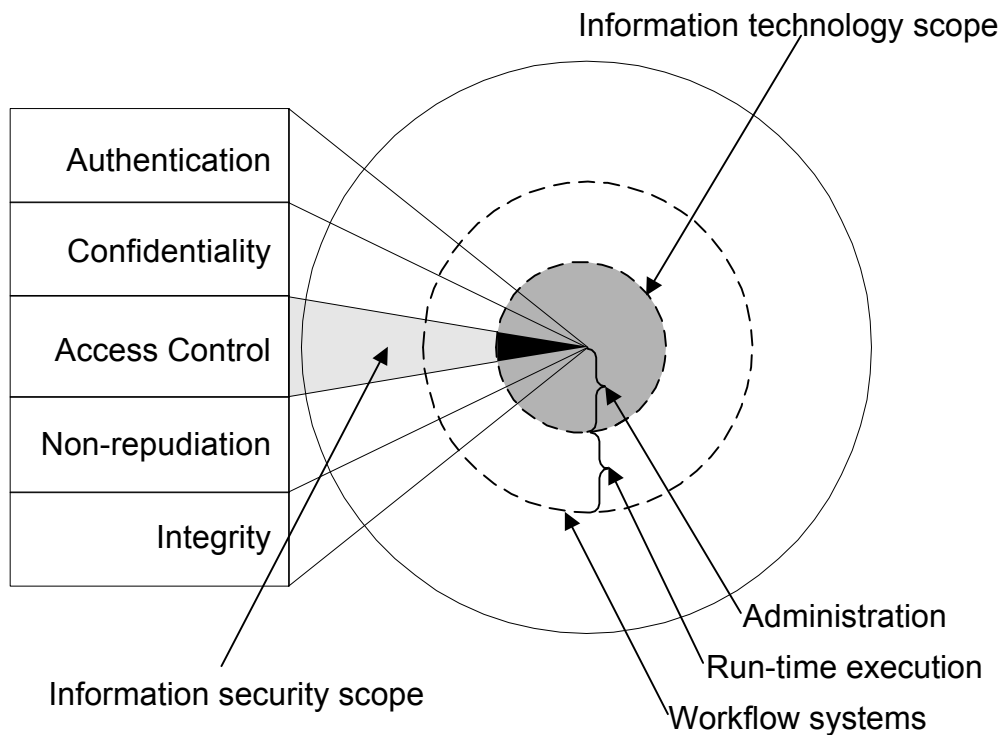 Information technology scope
Authentication
Confidentiality
Access Control
Non-repudiation
Integrity
Administration
Run-time execution
Information security scope
Workflow systems